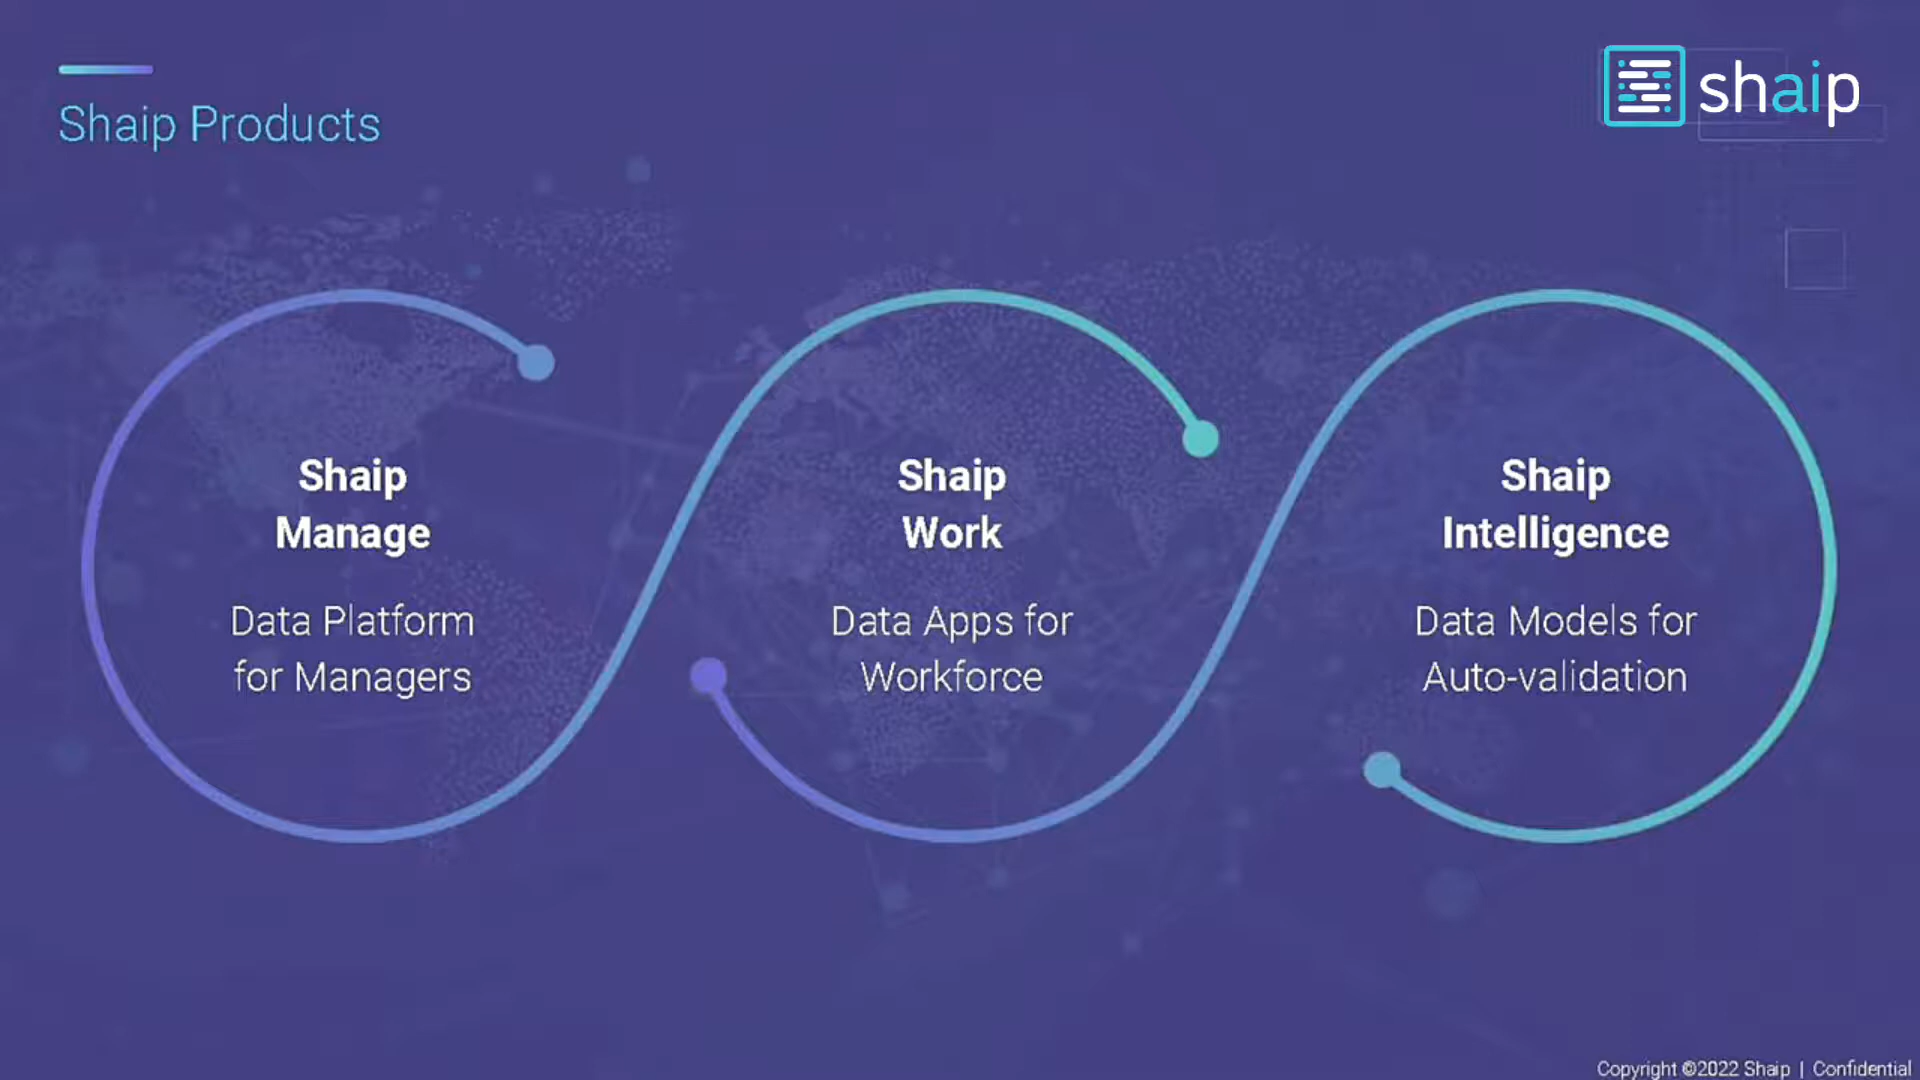 Shaip Products
shaip
Shaip
Manage
Data Platform
for Managers
Shaip
Work
Data Apps for
Workforce
Shaip
Intelligence
Data Models for
Auto-validation
Copyright ©2022 Shaip | Confidential